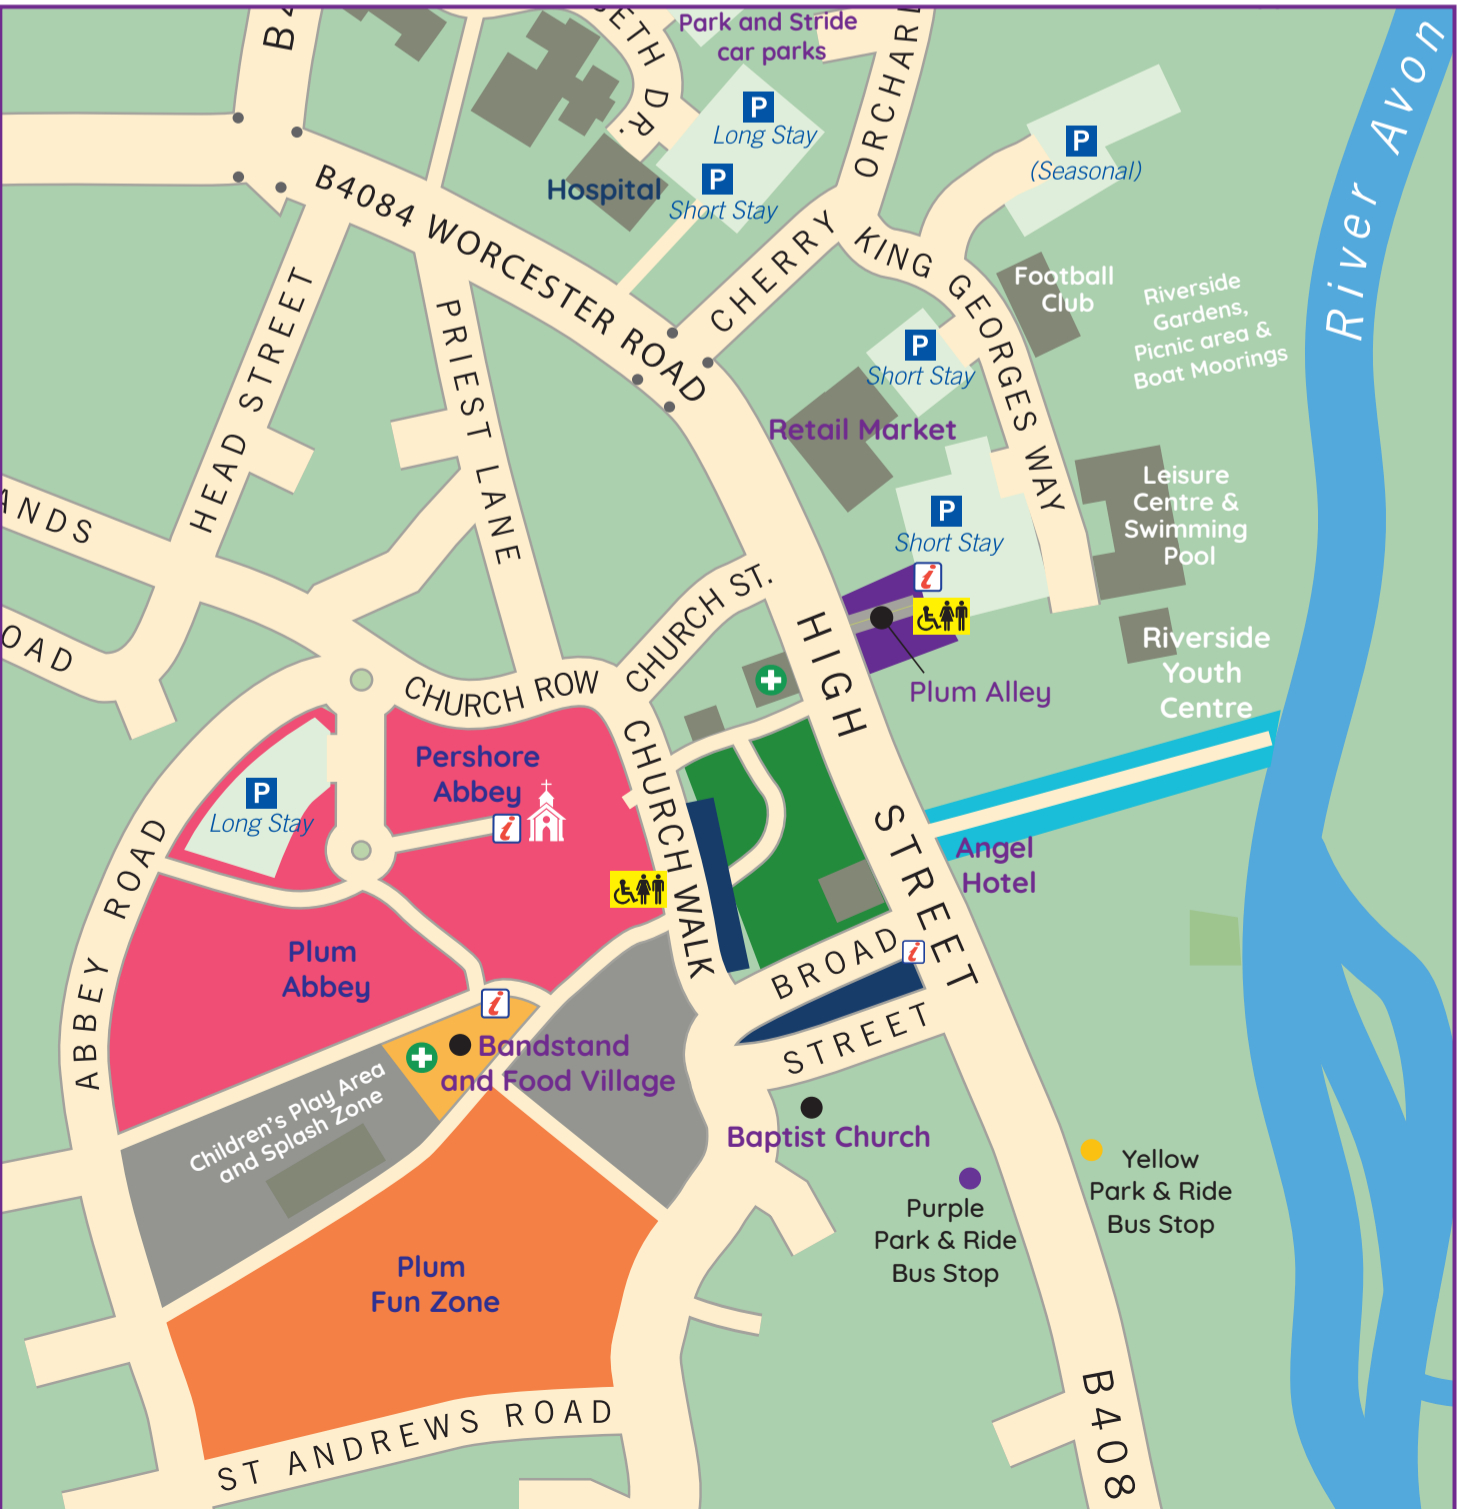 B4
ETH DR.
Park and Stride
car parks
ORCHARD
River Avon
P
Long Stay
P
(Seasonal)
P
Short Stay
Hospital
B4084 WORCESTER ROAD
CHERRY
KING GEORGES WAY
Football
Club
Riverside
Gardens,
Picnic area &
Boat Moorings
HEAD STREET
PRIEST LANE
P
Short Stay
Retail Market
Leisure
Centre &
Swimming
Pool
P
Short Stay
ANDS
OAD
i
CHURCH ST.
HIGH STREET
Plum Alley
Riverside
Youth
Centre
CHURCH ROW
CHURCH WALK
Pershore
Abbey
i
P
Long Stay
ABBEY ROAD
Angel
Hotel
Plum
Abbey
BROAD
STREET
i
i
Bandstand
and Food Village
Children's Play Area
and Splash Zone
Baptist Church
Yellow
Park & Ride
Bus Stop
Purple
Park & Ride
Bus Stop
Plum
Fun Zone
ST ANDREWS ROAD
B408